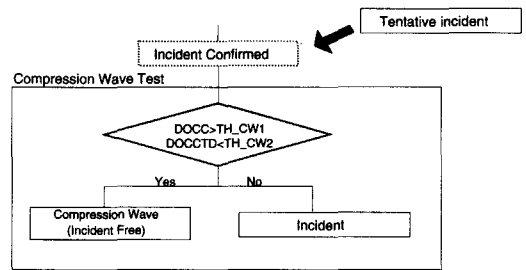 Tentative incident
Incident Confirmed
Compression Wave Test
DOCC>TH_CW1
DOCCTD<TH_CW2
Yes
No
Compression Wave
(Incident Free)
Incident